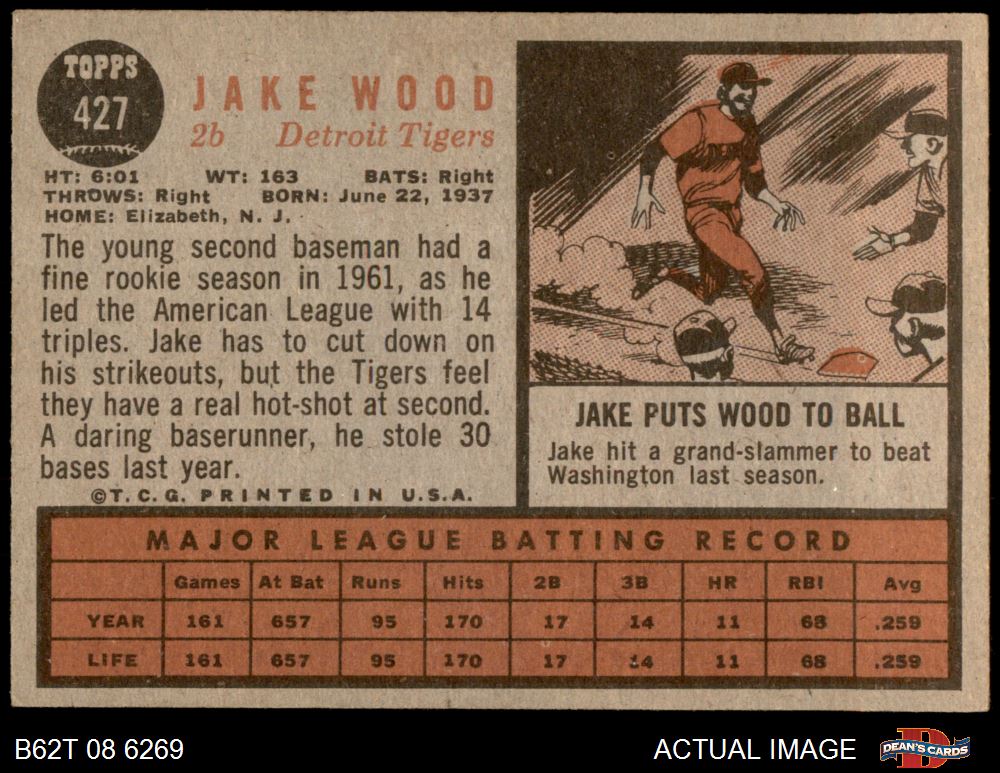 TOPPS
427
JAKE WOOD
2b Detroit Tigers
HT: 6:01 WT: 163 BATS: Right
THROWS: Right BORN: June 22, 1937
HOME: Elizabeth, N. J.
The young second baseman had a
fine rookie season in 1961, as he
led the American League with 14
triples. Jake has to cut down on
his strikeouts, but the Tigers feel
they have a real hot-shot at second.
A daring baserunner, he stole 30
bases last year.
©T.C.G. PRINTED IN U.S.A.
JAKE PUTS WOOD TO BALL
Jake hit a grand-slammer to beat
Washington last season.
MAJOR LEAGUE BATTING RECORD
Games At Bat Runs Hits 2B 3B HR RBI Avg
YEAR 161 657 95 170 17 14 11 68 .259
LIFE 161 657 95 170 17 14 11 68 .259
B62T 08 6269
ACTUAL IMAGE
DEAN'S CARDS